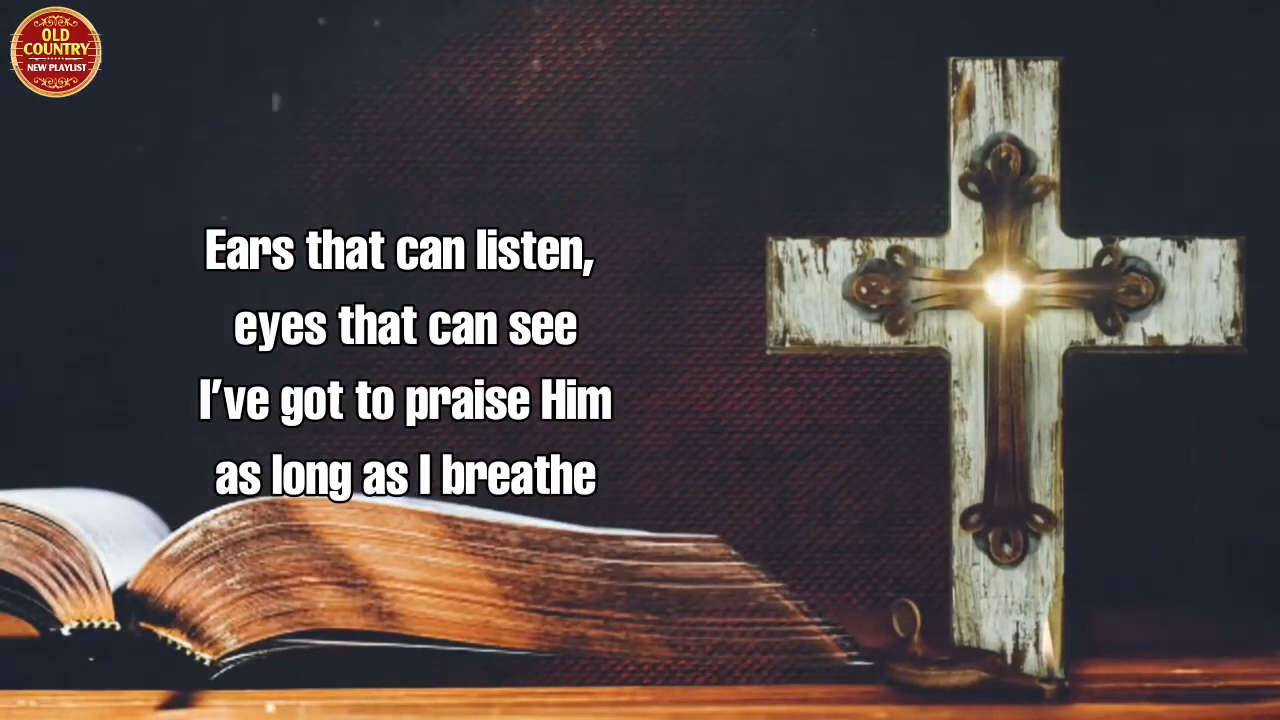 OLD
COUNTRY
NEW PLAYLIST
Ears that can listen,
eyes that can see
I've got to praise Him
as long as I breathe